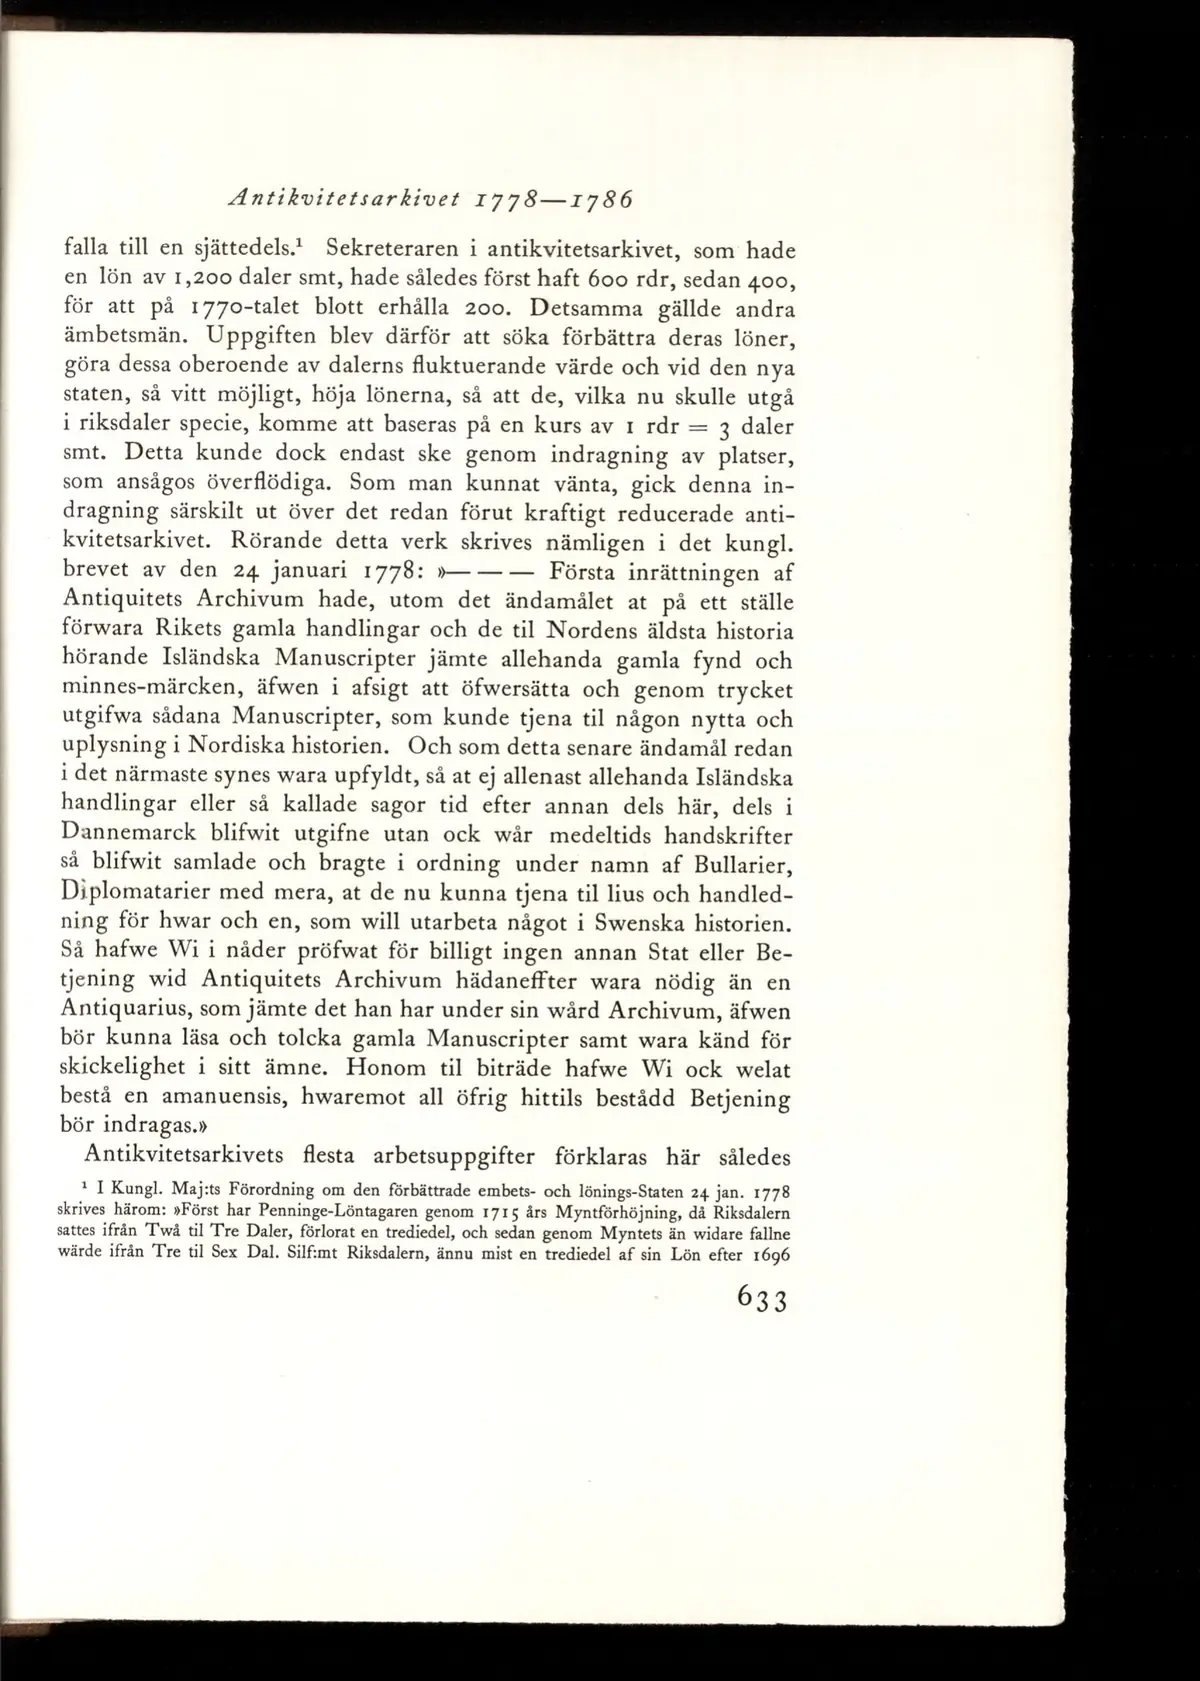 Antikvitetsarkivet 1778—1786
falla till en sjättedels.¹ Sekreteraren i antikvitetsarkivet, som hade
en lön av 1,200 daler smt, hade således först haft 600 rdr, sedan 400,
för att på 1770-talet blott erhålla 200. Detsamma gällde andra
ämbetsmän. Uppgiften blev därför att söka förbättra deras löner,
göra dessa oberoende av dalerns fluktuerande värde och vid den nya
staten, så vitt möjligt, höja lönerna, så att de, vilka nu skulle utgå
i riksdaler specie, komme att baseras på en kurs av 1 rdr = 3 daler
smt. Detta kunde dock endast ske genom indragning av platser,
som ansågos överflödiga. Som man kunnat vänta, gick denna in-
dragning särskilt ut över det redan förut kraftigt reducerade anti-
kvitetsarkivet. Rörande detta verk skrives nämligen i det kungl.
brevet av den 24 januari 1778: »— — — Första inrättningen af
Antiquitets Archivum hade, utom det ändamålet at på ett ställe
förwara Rikets gamla handlingar och de til Nordens äldsta historia
hörande Isländska Manuscripter jämte allehanda gamla fynd och
minnes-märcken, äfwen i afsigt att öfwersätta och genom trycket
utgifwa sådana Manuscripter, som kunde tjena til någon nytta och
uplysning i Nordiska historien. Och som detta senare ändamål redan
i det närmaste synes wara upfyldt, så at ej allenast allehanda Isländska
handlingar eller så kallade sagor tid efter annan dels här, dels i
Dannemarck blifwit utgifne utan ock wår medeltids handskrifter
så blifwit samlade och bragte i ordning under namn af Bullarier,
Diplomatarier med mera, at de nu kunna tjena til lius och handled-
ning för hwar och en, som will utarbeta något i Swenska historien.
Så hafwe Wi i nåder pröfwat för billigt ingen annan Stat eller Be-
tjening wid Antiquitets Archivum hädaneffter wara nödig än en
Antiquarius, som jämte det han har under sin wård Archivum, äfwen
bör kunna läsa och tolcka gamla Manuscripter samt wara känd för
skickelighet i sitt ämne. Honom til biträde hafwe Wi ock welat
bestå en amanuensis, hwaremot all öfrig hittils bestådd Betjening
bör indragas.»
Antikvitetsarkivets flesta arbetsuppgifter förklaras här således
¹ I Kungl. Maj:ts Förordning om den förbättrade embets- och lönings-Staten 24 jan. 1778
skrives härom: »Först har Penninge-Löntagaren genom 1715 års Myntförhöjning, då Riksdalern
sattes ifrån Twå til Tre Daler, förlorat en trediedel, och sedan genom Myntets än widare fallne
wärde ifrån Tre til Sex Dal. Silf:mt Riksdalern, ännu mist en trediedel af sin Lön efter 1696
633